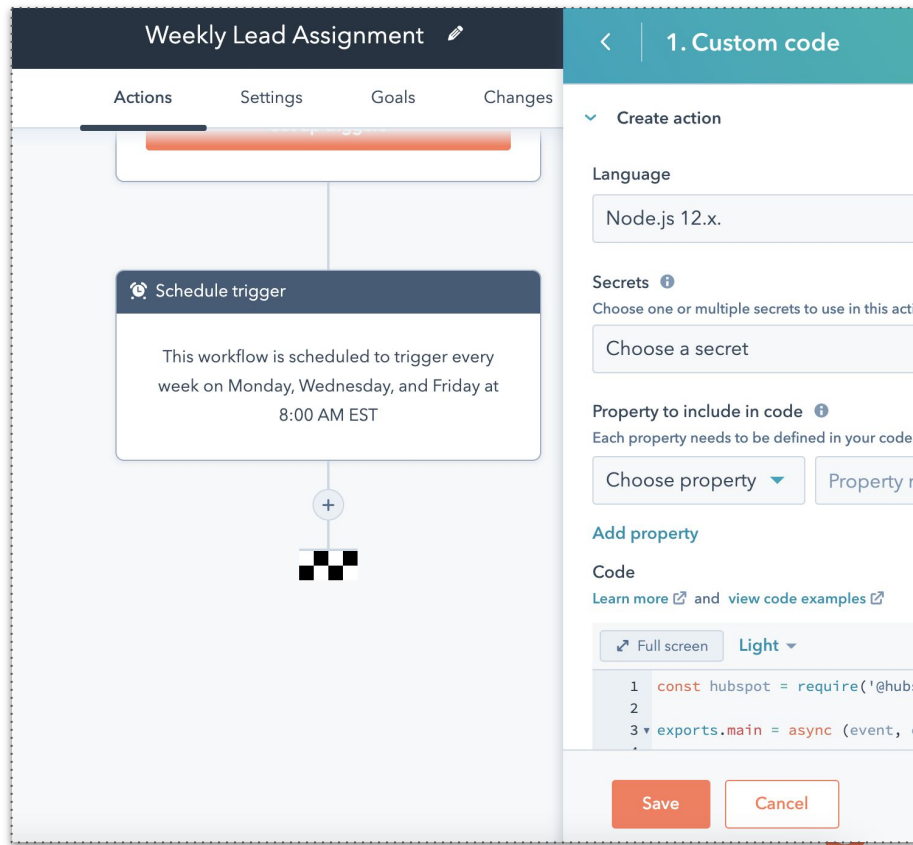 Weekly Lead Assignment
Actions
Settings
Goals
Changes
Schedule trigger
This workflow is scheduled to trigger every
week on Monday, Wednesday, and Friday at
8:00 AM EST
+
1. Custom code
Create action
Language
Node.js 12.x.
Secrets
Choose one or multiple secrets to use in this acti
Choose a secret
Property to include in code
Each property needs to be defined in your code
Choose property
Property
Add property
Code
Learn more and view code examples
Full screen
Light
1 const hubspot = require('@hubs
2
3 exports.main = async (event,
Save
Cancel